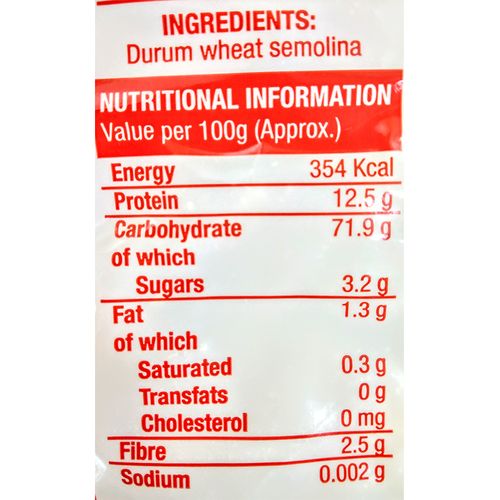 INGREDIENTS:
Durum wheat semolina
NUTRITIONAL INFORMATION
Value per 100g (Approx.)
Energy 354 Kcal
Protein 12.5 g
Carbohydrate 71.9 g
of which
Sugars 3.2 g
Fat 1.3 g
of which
Saturated 0.3 g
Transfats 0 g
Cholesterol 0 mg
Fibre 2.5 g
Sodium 0.002 g